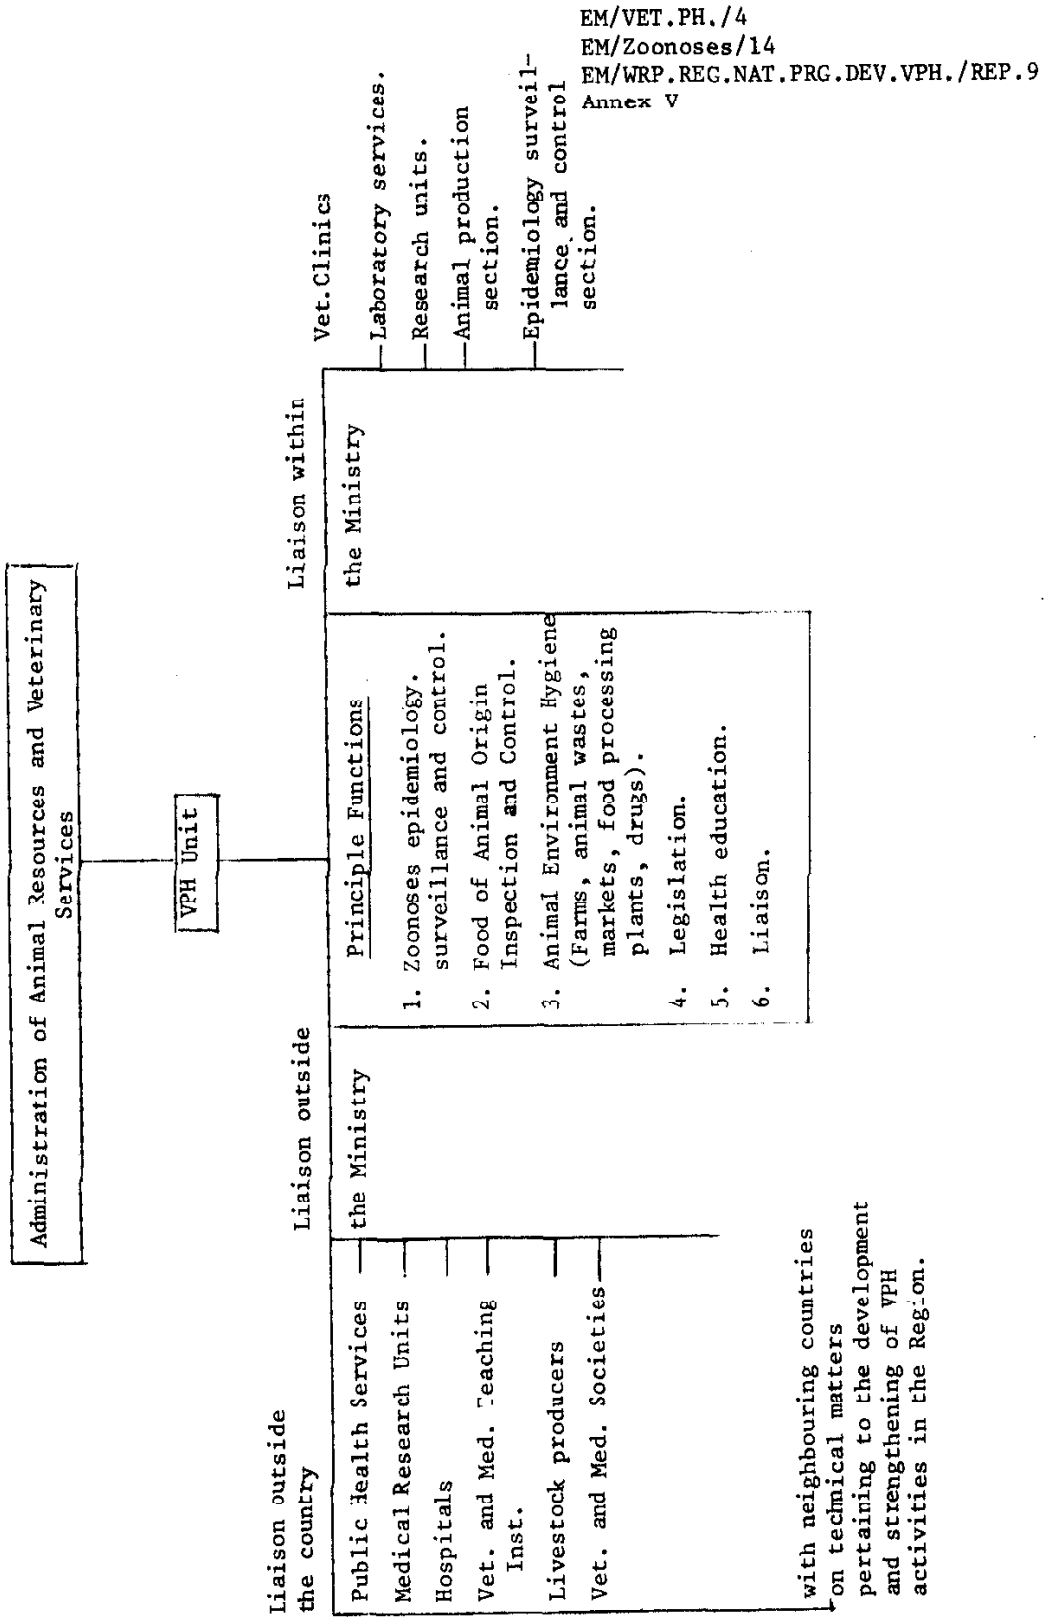 EM/VET.PH./4
EM/Zoonoses/14
EM/WRP.REG.NAT.PRG.DEV.VPH./REP.9
Annex V
Administration of Animal Resources and Veterinary
Services
VPH Unit
Liaison outside
the country
with neighbouring countries
on technical matters
pertaining to the development
and strengthening of VPH
activities in the Region.
Liaison outside
the Ministry
Public Health Services
Medical Research Units
Hospitals
Vet. and Med. Teaching
Inst.
Livestock producers
Vet. and Med. Societies
Principle Functions
1. Zoonoses epidemiology.
surveillance and control.
2. Food of Animal Origin
Inspection and Control.
3. Animal Environment Hygiene
(Farms, animal wastes,
markets, food processing
plants, drugs).
4. Legislation.
5. Health education.
6. Liaison.
Liaison within
the Ministry
Vet.Clinics
Laboratory services.
Research units.
Animal production
section.
Epidemiology surveil-
lance and control
section.